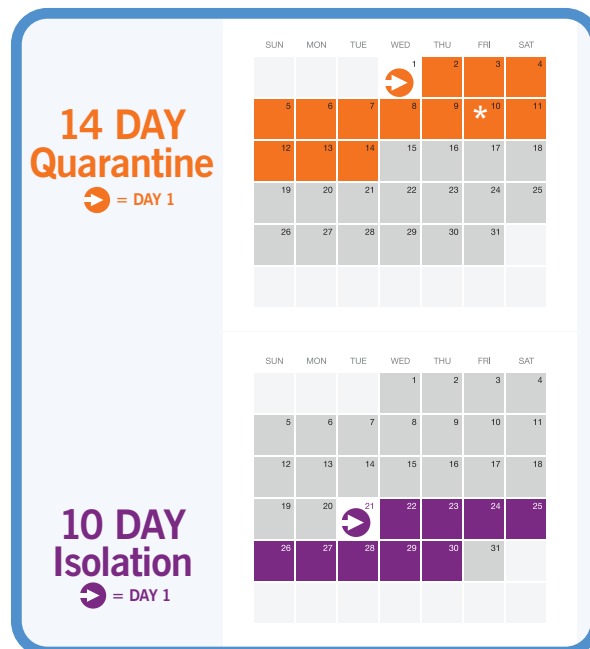 14 DAY
Quarantine
= DAY 1
SUN MON TUE WED THU FRI SAT
1 2 3 4
5 6 7 8 9 * 10 11
12 13 14 15 16 17 18
19 20 21 22 23 24 25
26 27 28 29 30 31
10 DAY
Isolation
= DAY 1
SUN MON TUE WED THU FRI SAT
1 2 3 4
5 6 7 8 9 10 11
12 13 14 15 16 17 18
19 20 21 22 23 24 25
26 27 28 29 30 31